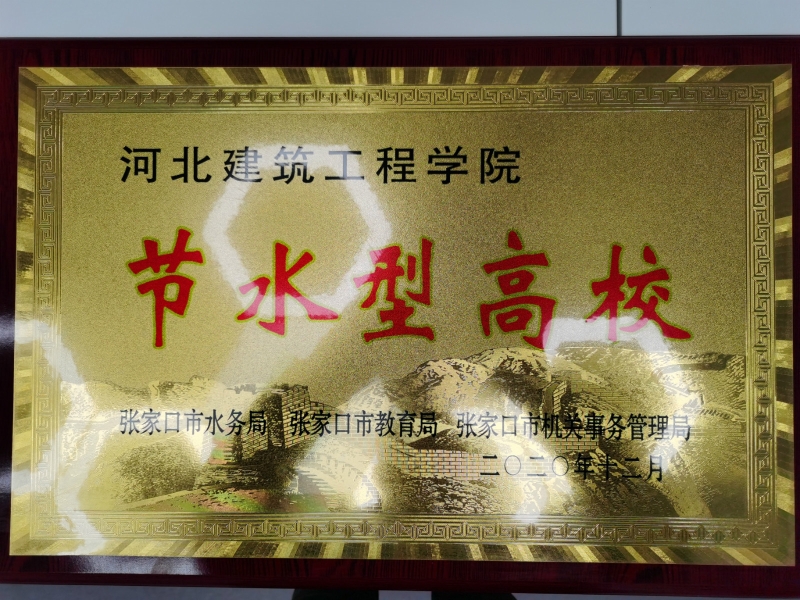 河北建筑工程学院
节水型高校
张家口市水务局 张家口市教育局 张家口市机关事务管理局
二〇二〇年十二月